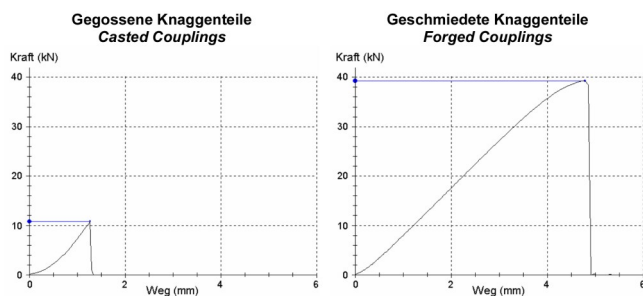 Gegossene Knaggenteile
Casted Couplings
Kraft (kN)
40
30
20
10
0
0 2 4 6
Weg (mm)
Geschmiedete Knaggenteile
Forged Couplings
Kraft (kN)
40
30
20
10
0
0 2 4 6
Weg (mm)